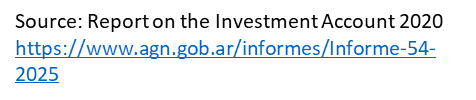 Source: Report on the Investment Account 2020
https://www.agn.gob.ar/informes/Informe-54-
2025